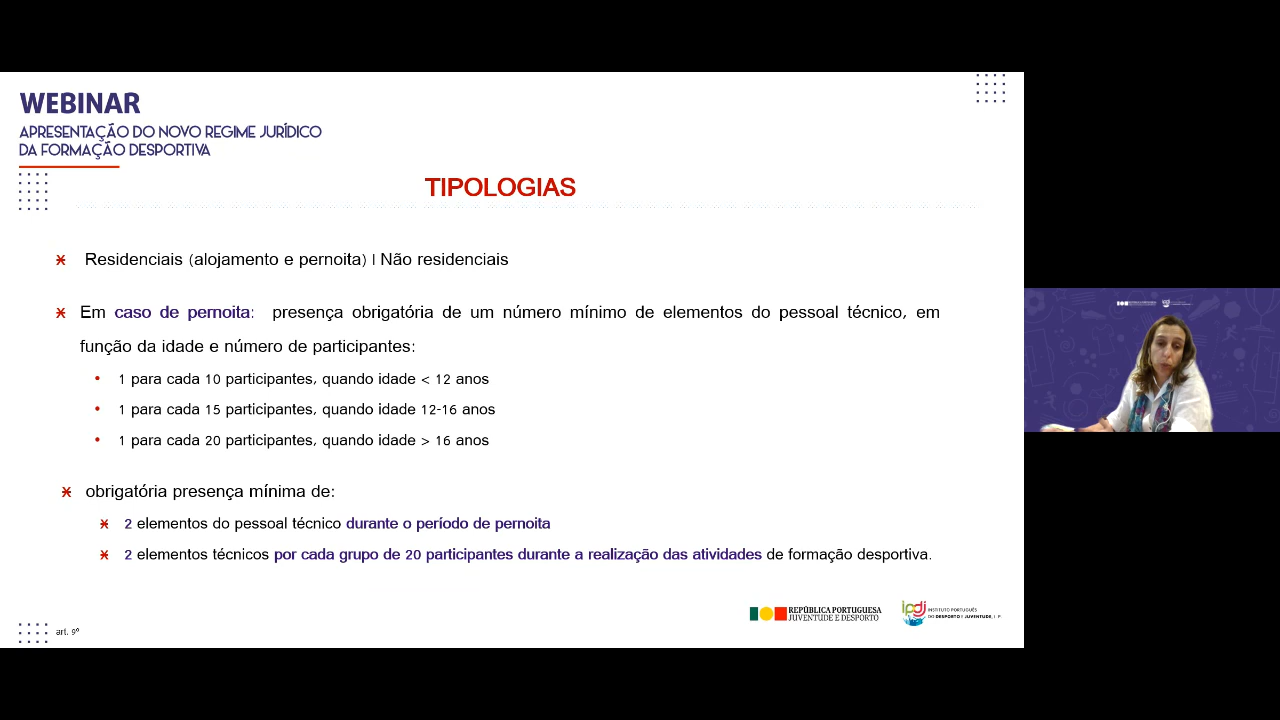 WEBINAR
APRESENTAÇÃO DO NOVO REGIME JURÍDICO
DA FORMAÇÃO DESPORTIVA
TIPOLOGIAS
Residenciais (alojamento e pernoita) | Não residenciais
Em caso de pernoita: presença obrigatória de um número mínimo de elementos do pessoal técnico, em
função da idade e número de participantes:
• 1 para cada 10 participantes, quando idade < 12 anos
• 1 para cada 15 participantes, quando idade 12-16 anos
• 1 para cada 20 participantes, quando idade > 16 anos
obrigatória presença mínima de:
2 elementos do pessoal técnico durante o período de pernoita
2 elementos técnicos por cada grupo de 20 participantes durante a realização das atividades de formação desportiva.
REPÚBLICA PORTUGUESA
JUVENTUDE E DESPORTO
ipdj
INSTITUTO PORTUGUÊS
DO DESPORTO E JUVENTUDE, I. P.
art. 9º